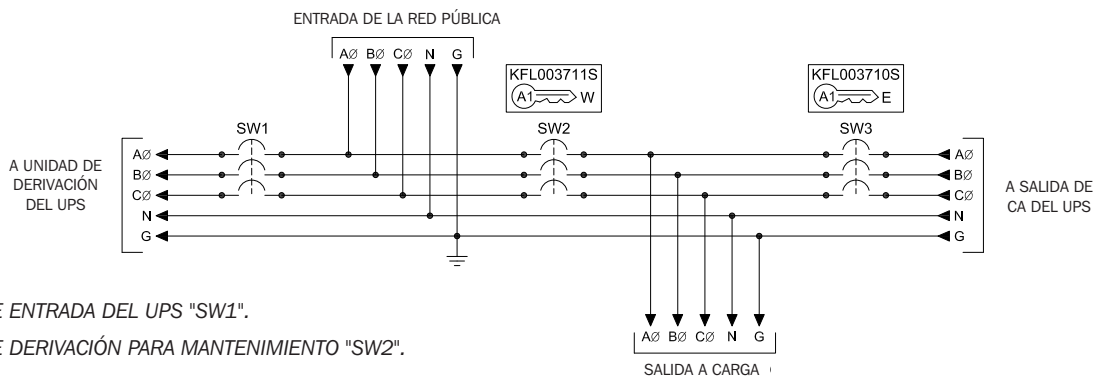 ENTRADA DE LA RED PÚBLICA
AØ BØ CØ N G
KFL003711S
A1 W
KFL003710S
A1 E
SW1
SW2
SW3
A UNIDAD DE
DERIVACIÓN
DEL UPS
AØ
BØ
CØ
N
G
AØ
BØ
CØ
N
G
A SALIDA DE
CA DEL UPS
E ENTRADA DEL UPS "SW1".
E DERIVACIÓN PARA MANTENIMIENTO "SW2".
AØ BØ CØ N G
SALIDA A CARGA